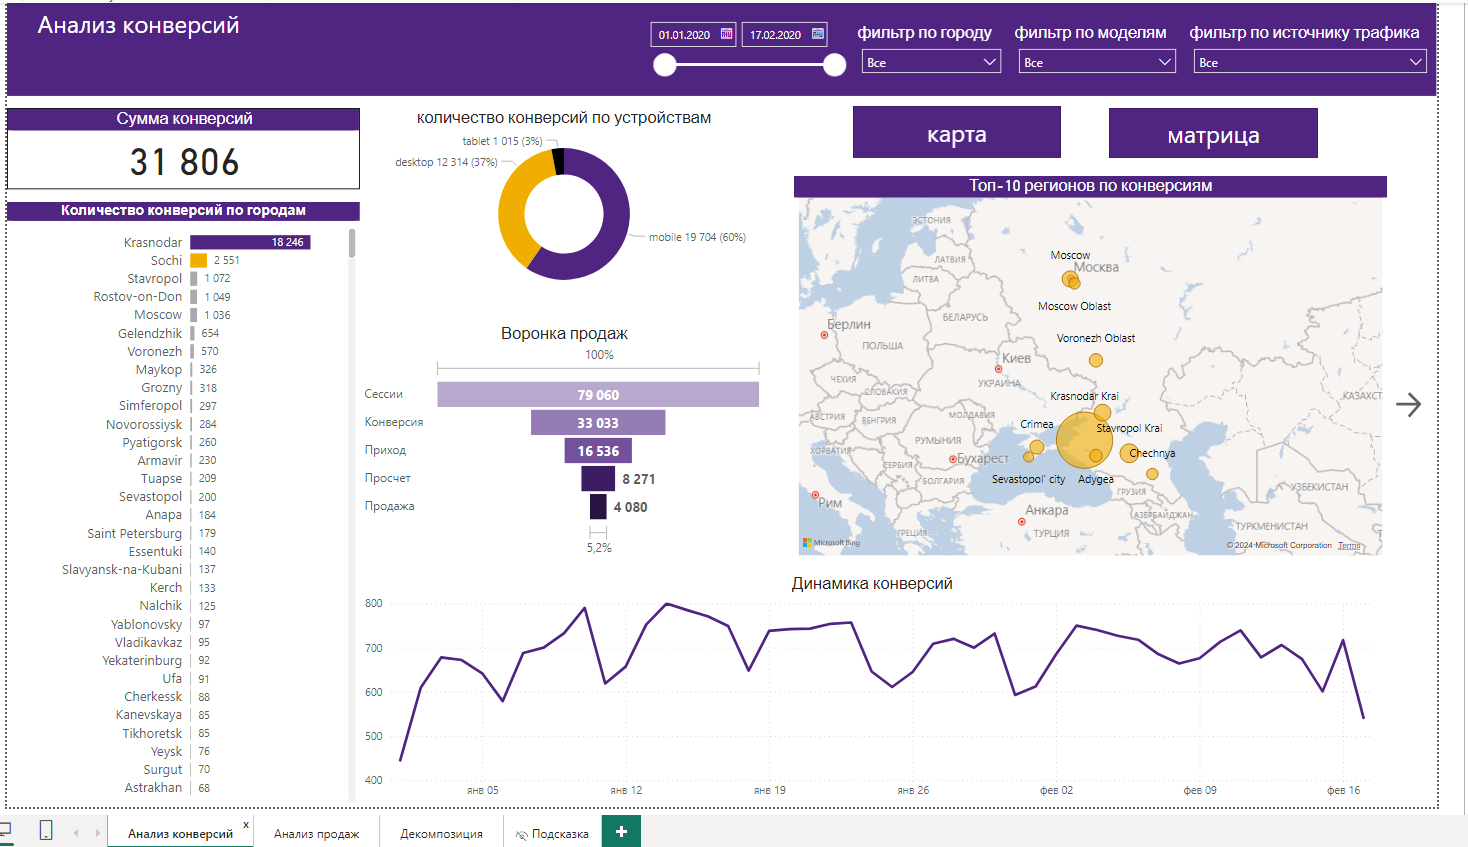 Анализ конверсий
01.01.2020
17.02.2020
фильтр по городу
Все
фильтр по моделям
Все
фильтр по источнику трафика
Все
Сумма конверсий
31 806
Количество конверсий по городам
Krasnodar 18 246
Sochi 2 551
Stavropol 1 072
Rostov-on-Don 1 049
Moscow 1 036
Gelendzhik 654
Voronezh 570
Maykop 326
Grozny 318
Simferopol 297
Novorossiysk 284
Pyatigorsk 260
Armavir 230
Tuapse 209
Sevastopol 200
Anapa 184
Saint Petersburg 179
Essentuki 140
Slavyansk-na-Kubani 137
Kerch 133
Nalchik 125
Yablonovsky 97
Vladikavkaz 95
Yekaterinburg 92
Ufa 91
Cherkessk 88
Kanevskaya 85
Tikhoretsk 85
Yeysk 76
Surgut 70
Astrakhan 68
количество конверсий по устройствам
tablet 1 015 (3%)
desktop 12 314 (37%)
mobile 19 704 (60%)
Воронка продаж
100%
Сессии 79 060
Конверсия 33 033
Приход 16 536
Просчет 8 271
Продажа 4 080
5,2%
карта
матрица
Топ-10 регионов по конверсиям
ЭСТОНИЯ
ЛАТВИЯ
ЛИТВА
Moscow
Москва
Moscow Oblast
БЕЛАРУСЬ
Берлин
ПОЛЬША
Voronezh Oblast
Киев
ЧЕХИЯ
УКРАИНА
СЛОВАКИЯ
КАЗАХСТ
Krasnodar Krai
АВСТРИЯ
ВЕНГРИЯ
МОЛДАВИЯ
Crimea
Stavropol Krai
РУМЫНИЯ
ХОРВАТИЯ
Chechnya
СЕРБИЯ
Бухарест
БОЛГАРИЯ
Sevastopol' city
Adygea
ГРУЗИЯ
УЗБЕКИСТАН
Рим
Анкара
АЗЕРБАЙДЖАН
ГРЕЦИЯ
ТУРЦИЯ
ТУРКМЕНИСТАН
Microsoft Bing
© 2024 Microsoft Corporation Terms
Динамика конверсий
800
700
600
500
400
янв 05
янв 12
янв 19
янв 26
фев 02
фев 09
фев 16
Анализ конверсий x
Анализ продаж
Декомпозиция
Подсказка
+